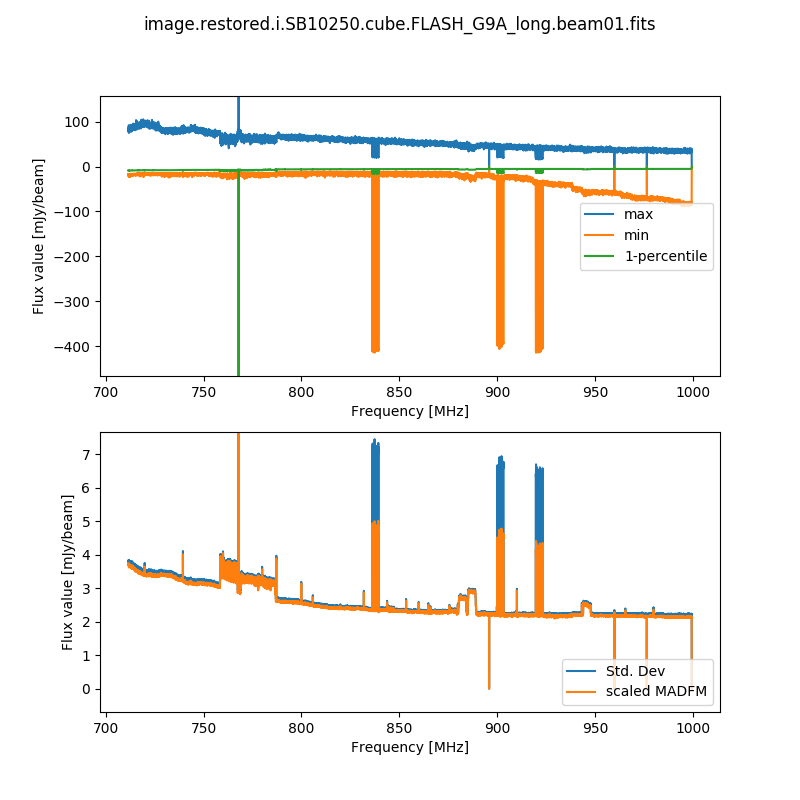 image.restored.i.SB10250.cube.FLASH_G9A_long.beam01.fits
Flux value [mJy/beam]
100
0
−100
−200
−300
−400
max
min
1-percentile
700 750 800 850 900 950 1000
Frequency [MHz]
Flux value [mJy/beam]
7
6
5
4
3
2
1
0
Std. Dev
scaled MADFM
700 750 800 850 900 950 1000
Frequency [MHz]